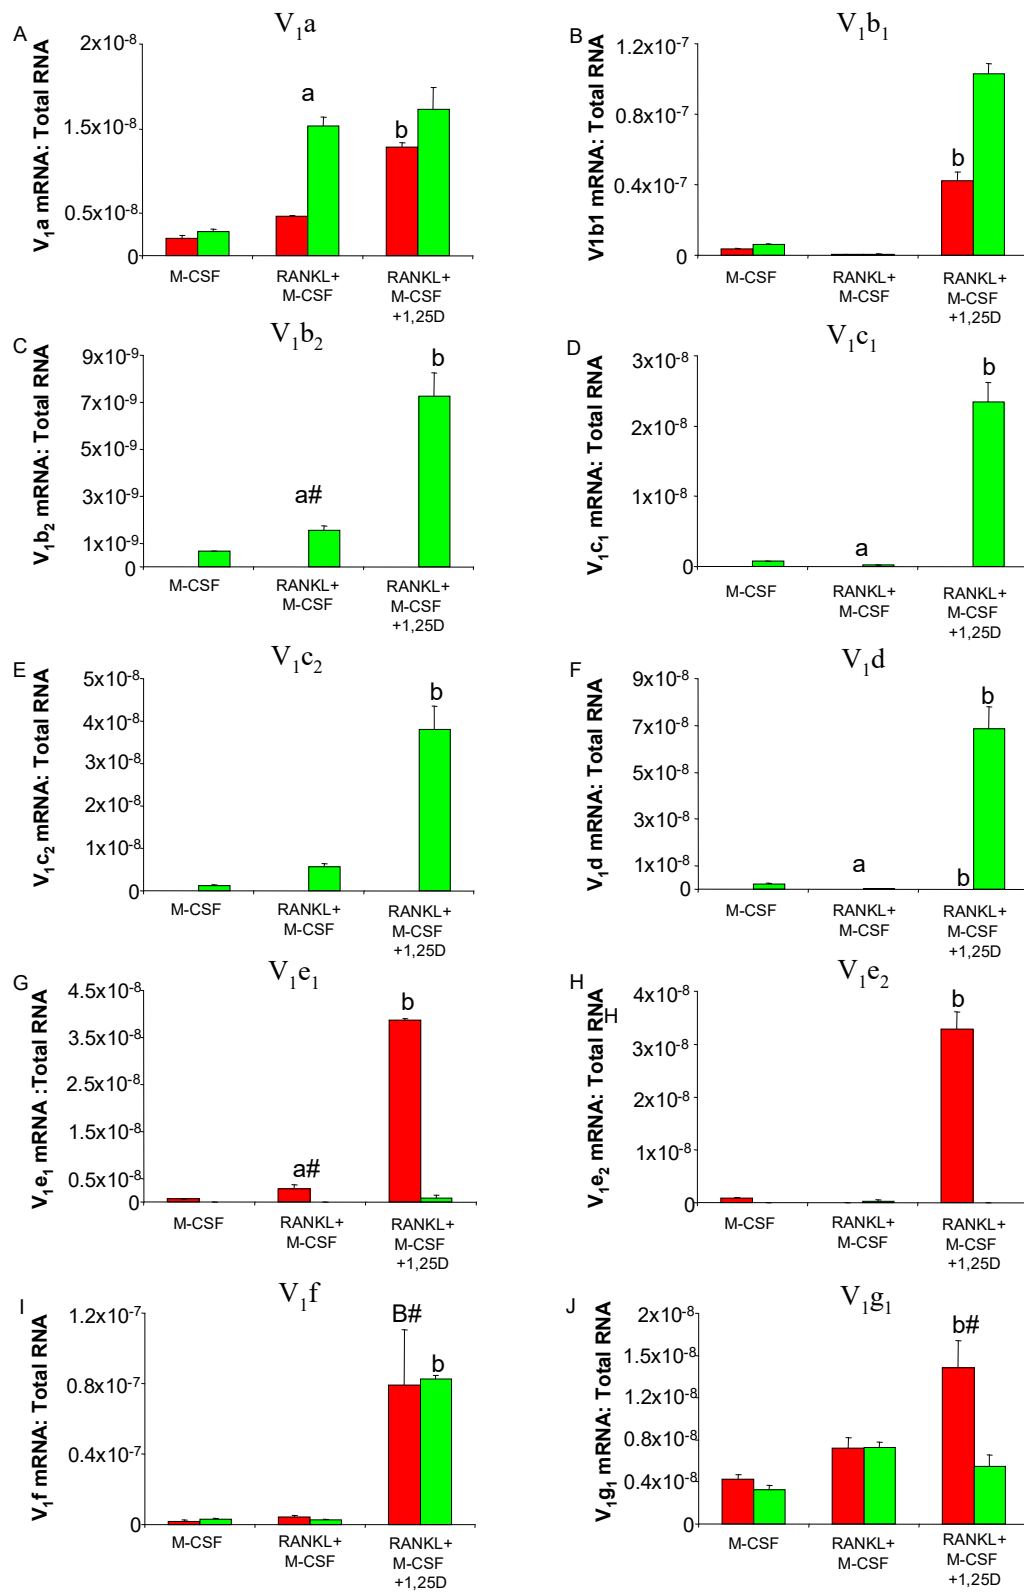 A
V₁a
V₁a mRNA: Total RNA
2x10⁻⁸
1.5x10⁻⁸
0.5x10⁻⁸
0
a
b
M-CSF
RANKL+
M-CSF
RANKL+
M-CSF
+1,25D
B
V₁b₁
V1b1 mRNA: Total RNA
1.2x10⁻⁷
0.8x10⁻⁷
0.4x10⁻⁷
0
b
M-CSF
RANKL+
M-CSF
RANKL+
M-CSF
+1,25D
C
V₁b₂
V₁b₂ mRNA: Total RNA
9x10⁻⁹
7x10⁻⁹
5x10⁻⁹
3x10⁻⁹
1x10⁻⁹
0
a#
b
M-CSF
RANKL+
M-CSF
RANKL+
M-CSF
+1,25D
D
V₁c₁
V₁c₁ mRNA: Total RNA
3x10⁻⁸
2x10⁻⁸
1x10⁻⁸
0
a
b
M-CSF
RANKL+
M-CSF
RANKL+
M-CSF
+1,25D
E
V₁c₂
V₁c₂ mRNA: Total RNA
5x10⁻⁸
4x10⁻⁸
3x10⁻⁸
2x10⁻⁸
1x10⁻⁸
0
b
M-CSF
RANKL+
M-CSF
RANKL+
M-CSF
+1,25D
F
V₁d
V₁d mRNA: Total RNA
9x10⁻⁸
7x10⁻⁸
5x10⁻⁸
3x10⁻⁸
1x10⁻⁸
0
a
b
b
M-CSF
RANKL+
M-CSF
RANKL+
M-CSF
+1,25D
G
V₁e₁
V₁e₁ mRNA :Total RNA
4.5x10⁻⁸
3.5x10⁻⁸
2.5x10⁻⁸
1.5x10⁻⁸
0.5x10⁻⁸
0
a#
b
M-CSF
RANKL+
M-CSF
RANKL+
M-CSF
+1,25D
H
H
V₁e₂
V₁e₂ mRNA: Total RNA
4x10⁻⁸
3x10⁻⁸
2x10⁻⁸
1x10⁻⁸
0
b
M-CSF
RANKL+
M-CSF
RANKL+
M-CSF
+1,25D
I
V₁f
V₁f mRNA: Total RNA
1.2x10⁻⁷
0.8x10⁻⁷
0.4x10⁻⁷
0
B#
b
M-CSF
RANKL+
M-CSF
RANKL+
M-CSF
+1,25D
J
V₁g₁
V₁g₁ mRNA: Total RNA
2x10⁻⁸
1.5x10⁻⁸
1.2x10⁻⁸
0.8x10⁻⁸
0.4x10⁻⁸
0
b#
M-CSF
RANKL+
M-CSF
RANKL+
M-CSF
+1,25D